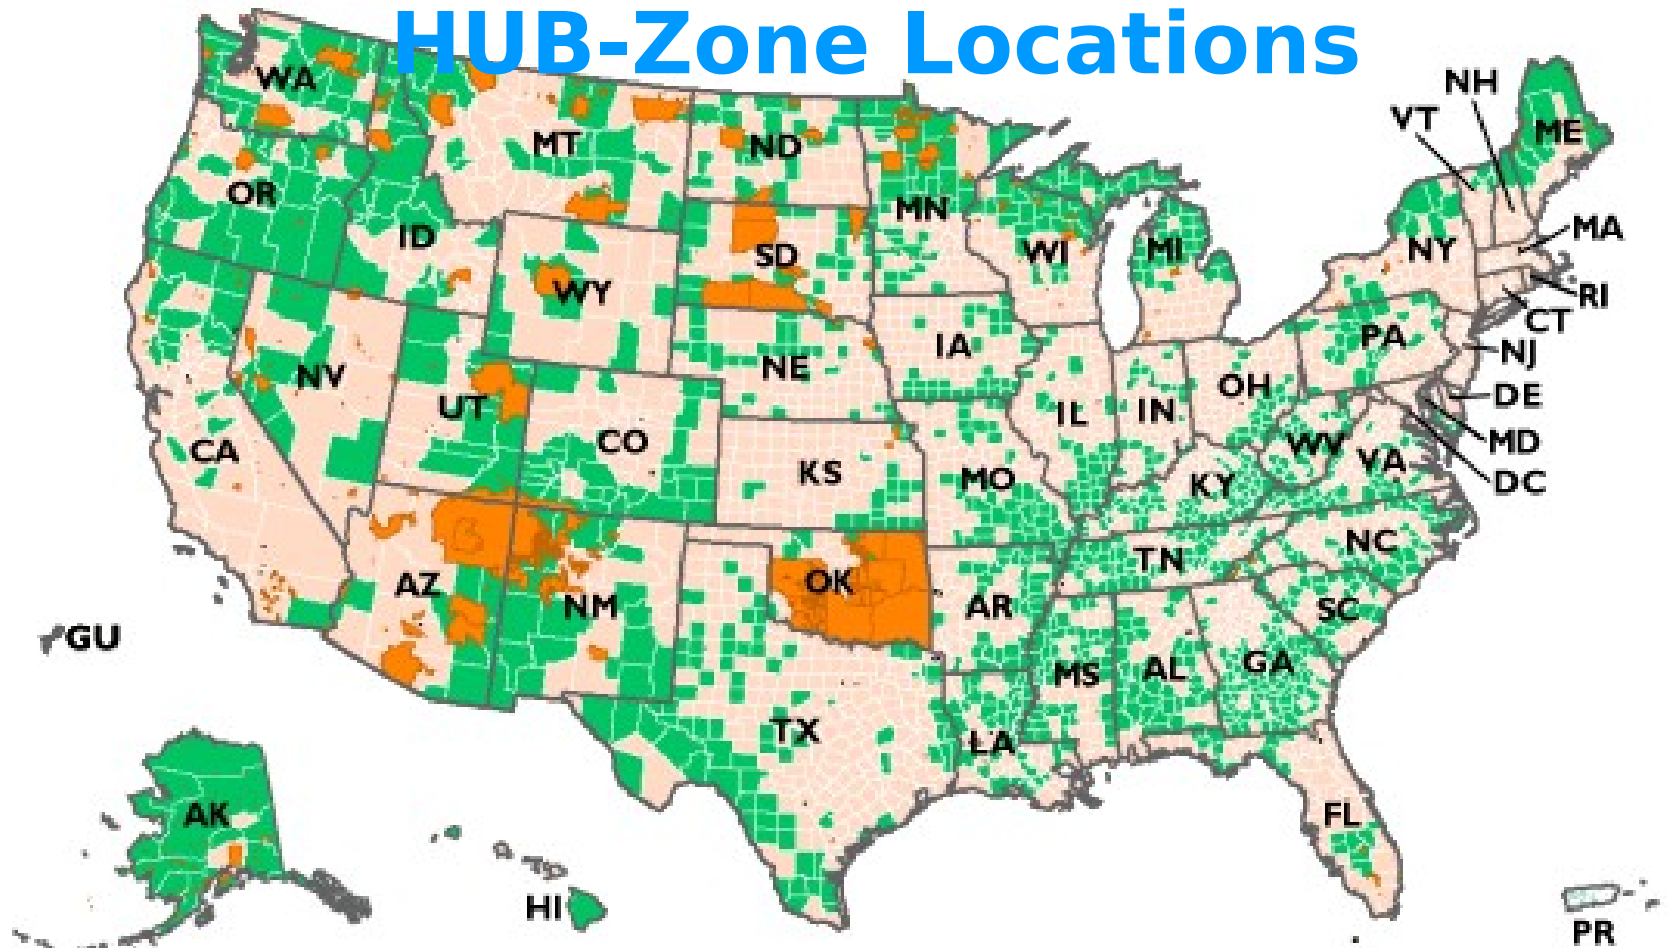 HUB-Zone Locations
NH
WA
VT
ME
MT
ND
OR
MN
MA
ID
WI
MI
NY
SD
WY
RI
CT
PA
IA
NJ
NE
NV
OH
DE
UT
IL
IN
CO
MD
WV
CA
KS
VA
MO
KY
DC
NC
TN
AZ
OK
NM
AR
SC
GU
MS
AL
GA
TX
LA
AK
FL
HI
PR